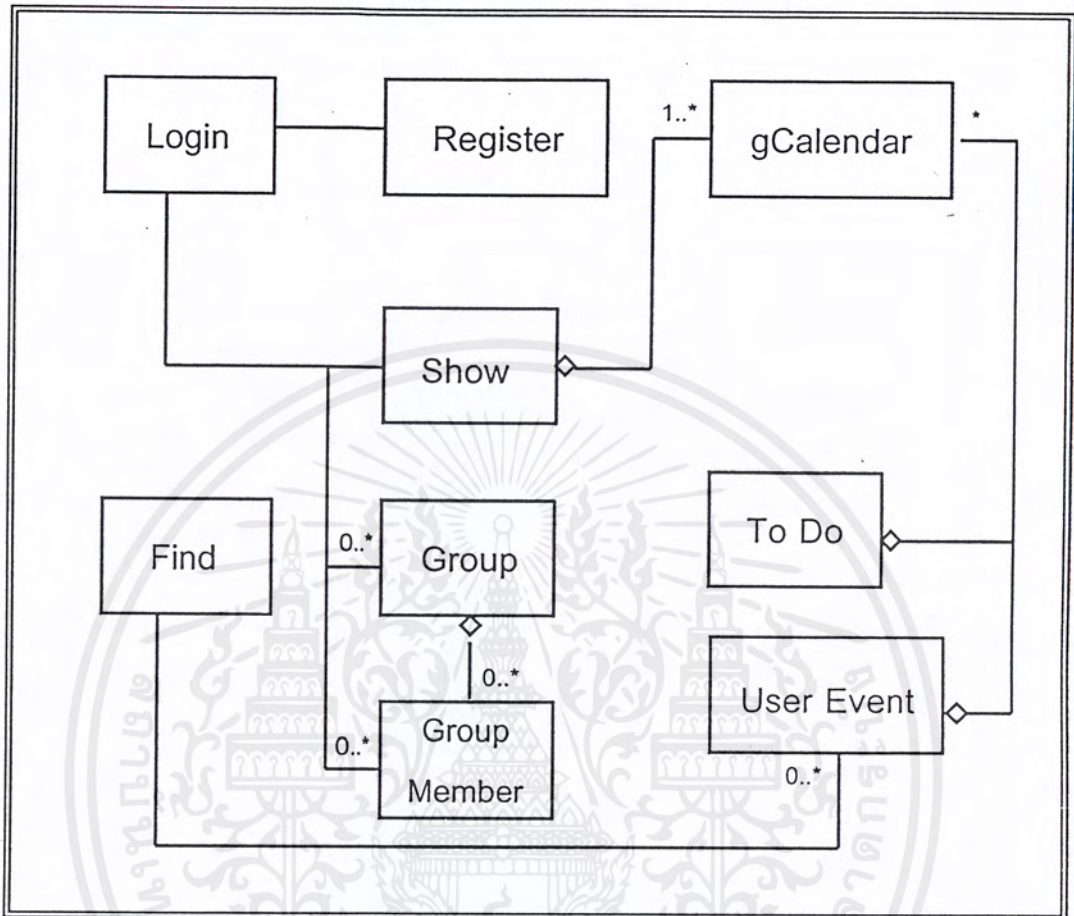 Login
Register
1..*
gCalendar
*
Show
Find
0..*
Group
To Do
0..*
Group
Member
0..*
User Event
0..*